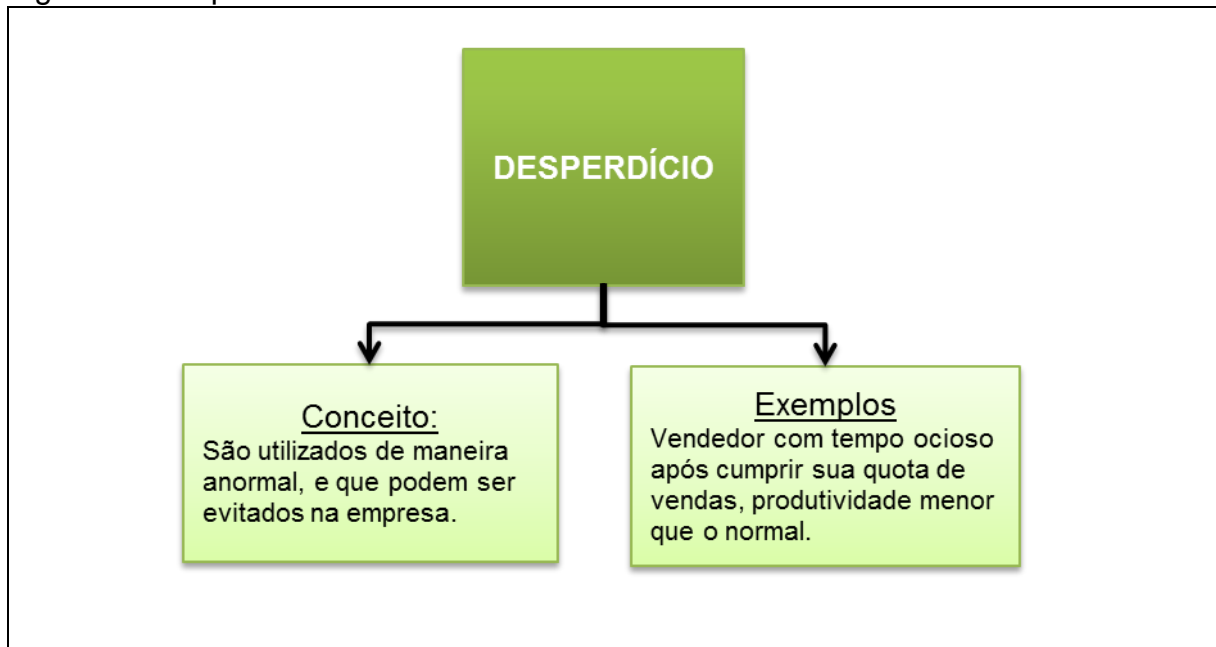 DESPERDÍCIO
Conceito:
São utilizados de maneira
anormal, e que podem ser
evitados na empresa.
Exemplos
Vendedor com tempo ocioso
após cumprir sua quota de
vendas, produtividade menor
que o normal.